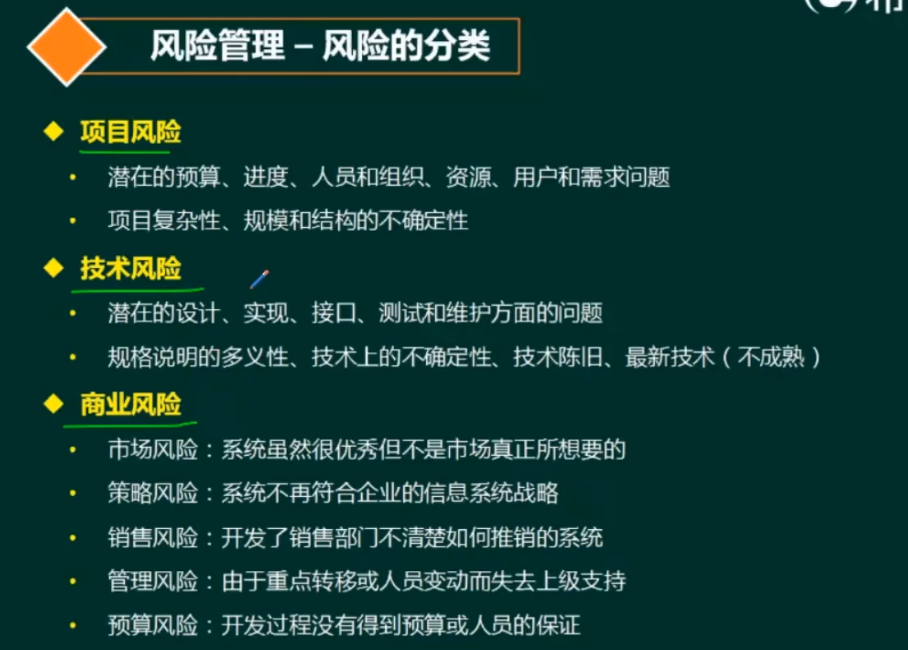 风险管理 – 风险的分类
◆ 项目风险
• 潜在的预算、进度、人员和组织、资源、用户和需求问题
• 项目复杂性、规模和结构的不确定性
◆ 技术风险
• 潜在的设计、实现、接口、测试和维护方面的问题
• 规格说明的多义性、技术上的不确定性、技术陈旧、最新技术（不成熟）
◆ 商业风险
• 市场风险：系统虽然很优秀但不是市场真正所想要的
• 策略风险：系统不再符合企业的信息系统战略
• 销售风险：开发了销售部门不清楚如何推销的系统
• 管理风险：由于重点转移或人员变动而失去上级支持
• 预算风险：开发过程没有得到预算或人员的保证